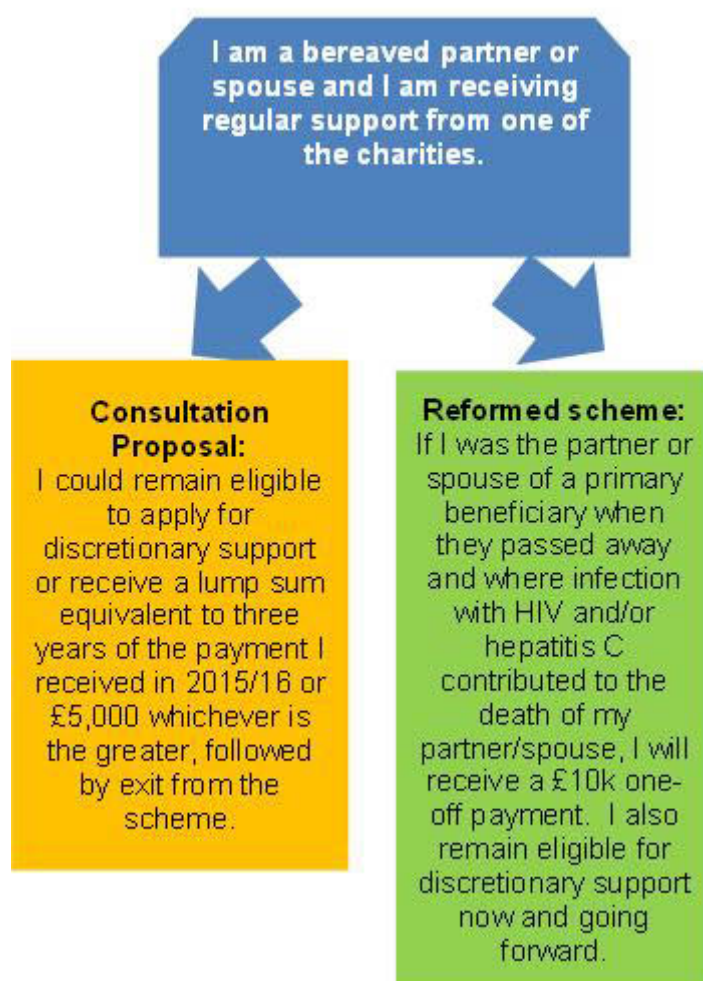 I am a bereaved partner or
spouse and I am receiving
regular support from one of
the charities.
Consultation
Proposal:
I could remain eligible
to apply for
discretionary support
or receive a lump sum
equivalent to three
years of the payment I
received in 2015/16 or
£5,000 whichever is
the greater, followed
by exit from the
scheme.
Reformed scheme:
If I was the partner or
spouse of a primary
beneficiary when
they passed away
and where infection
with HIV and/or
hepatitis C
contributed to the
death of my
partner/spouse, I will
receive a £10k one-
off payment.  I also
remain eligible for
discretionary support
now and going
forward.